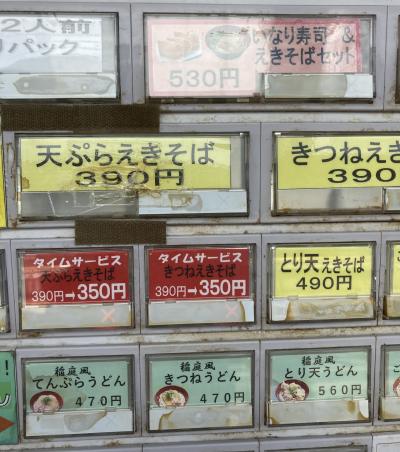 2人前
パック
いなり寿司 &
えきそばセット
530円
天ぷらえきそば
390円
きつねえき
390
タイムサービス
天ぷらえきそば
390円→350円
タイムサービス
きつねえきそば
390円→350円
とり天えきそば
490円
稲庭風
てんぷらうどん
470円
稲庭風
きつねうどん
470円
稲庭風
とり天うどん
560円